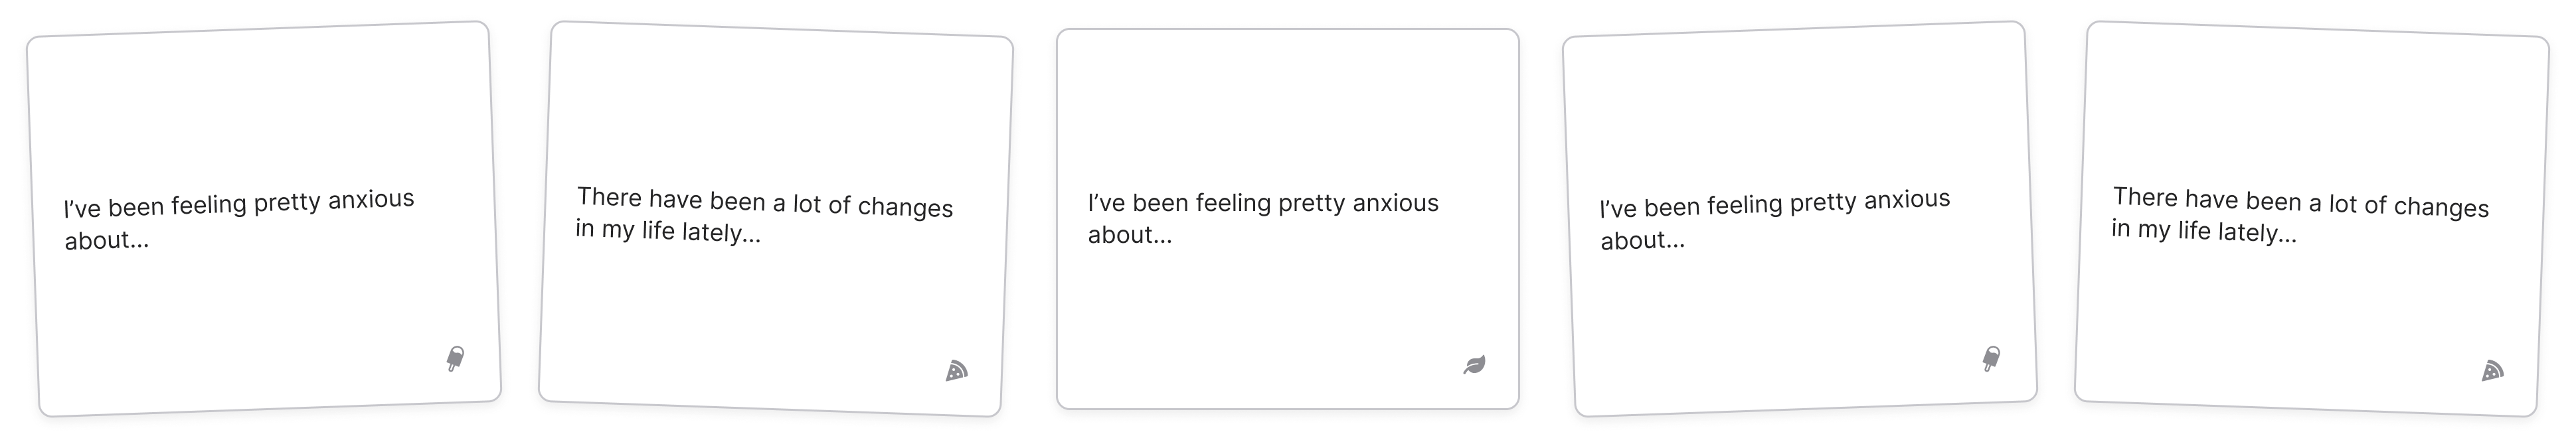 I’ve been feeling pretty anxious
about...
There have been a lot of changes
in my life lately...
I’ve been feeling pretty anxious
about...
I’ve been feeling pretty anxious
about...
There have been a lot of changes
in my life lately...